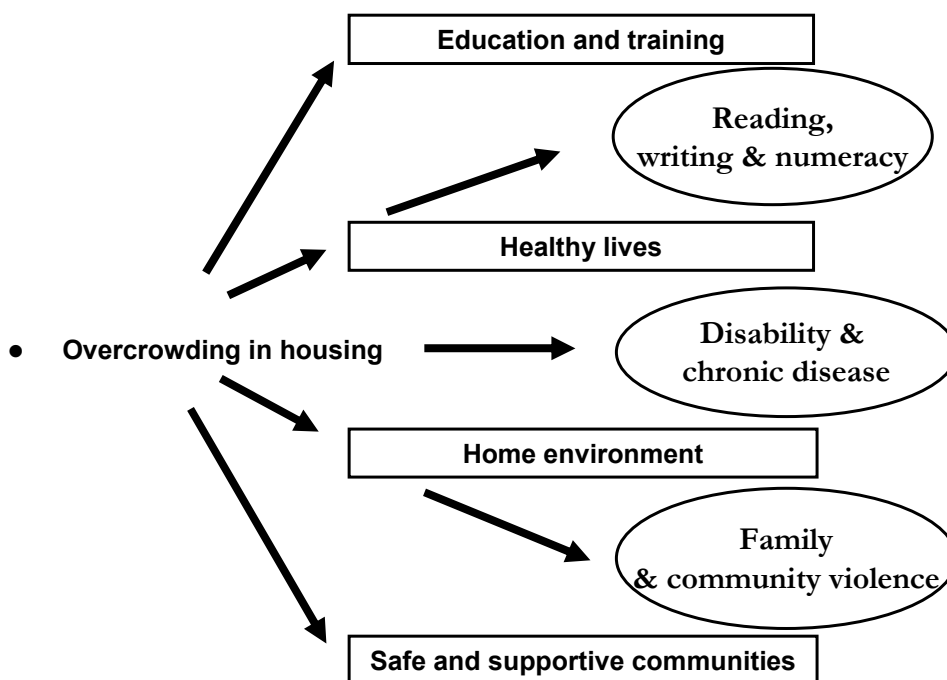 Education and training
Reading,
writing & numeracy
Healthy lives
Disability &
• Overcrowding in housing
chronic disease
Home environment
Family
& community violence
Safe and supportive communities